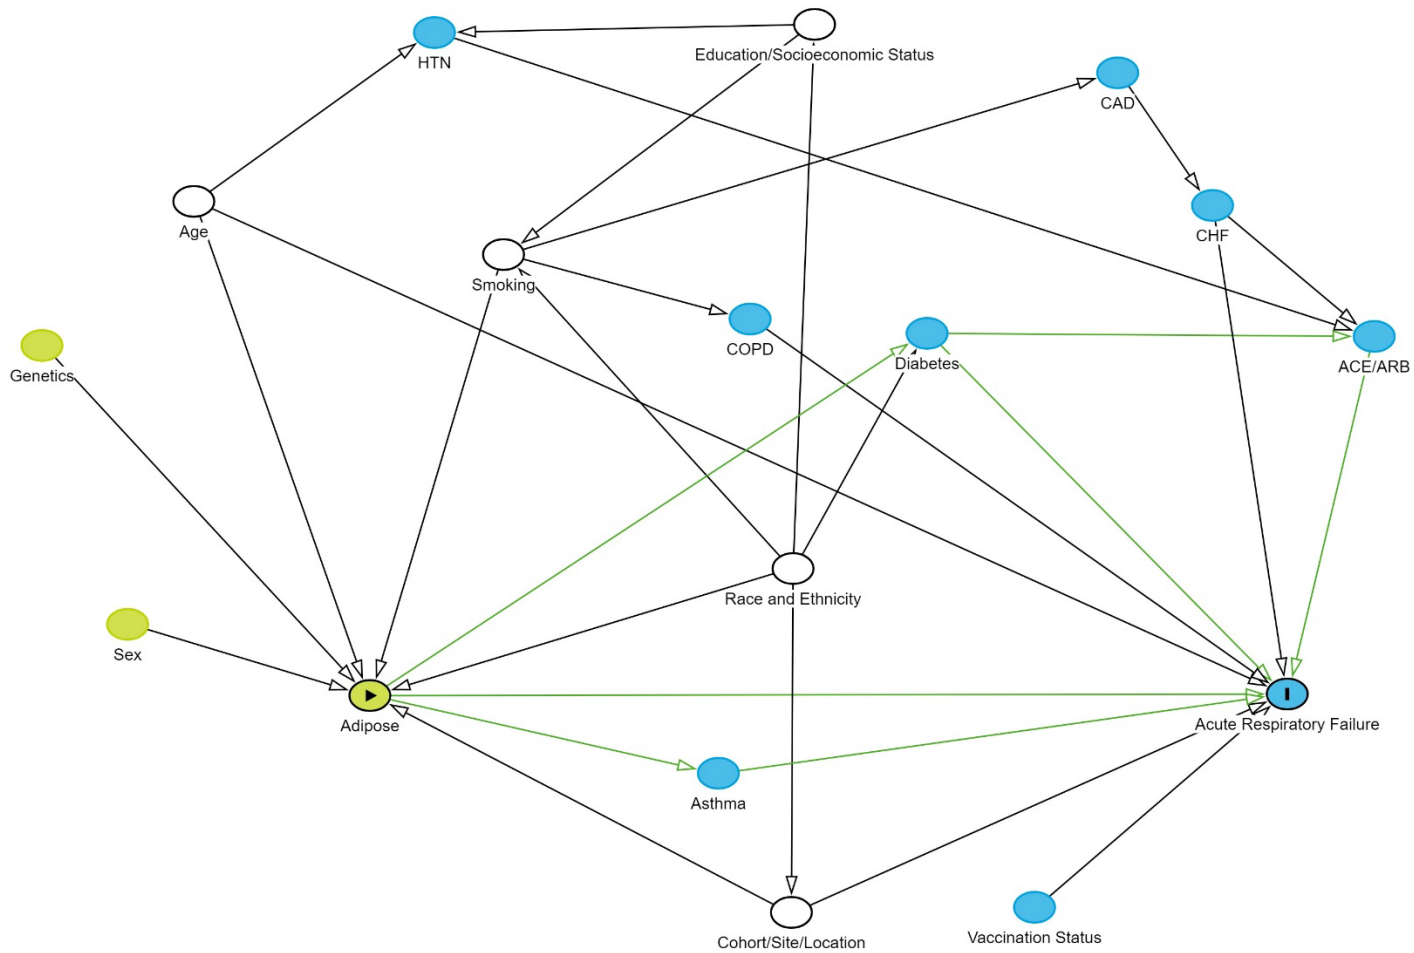 Education/Socioeconomic Status
HTN
CAD
Age
CHF
Smoking
COPD
Diabetes
ACE/ARB
Genetics
Race and Ethnicity
Sex
Adipose
Acute Respiratory Failure
Asthma
Cohort/Site/Location
Vaccination Status